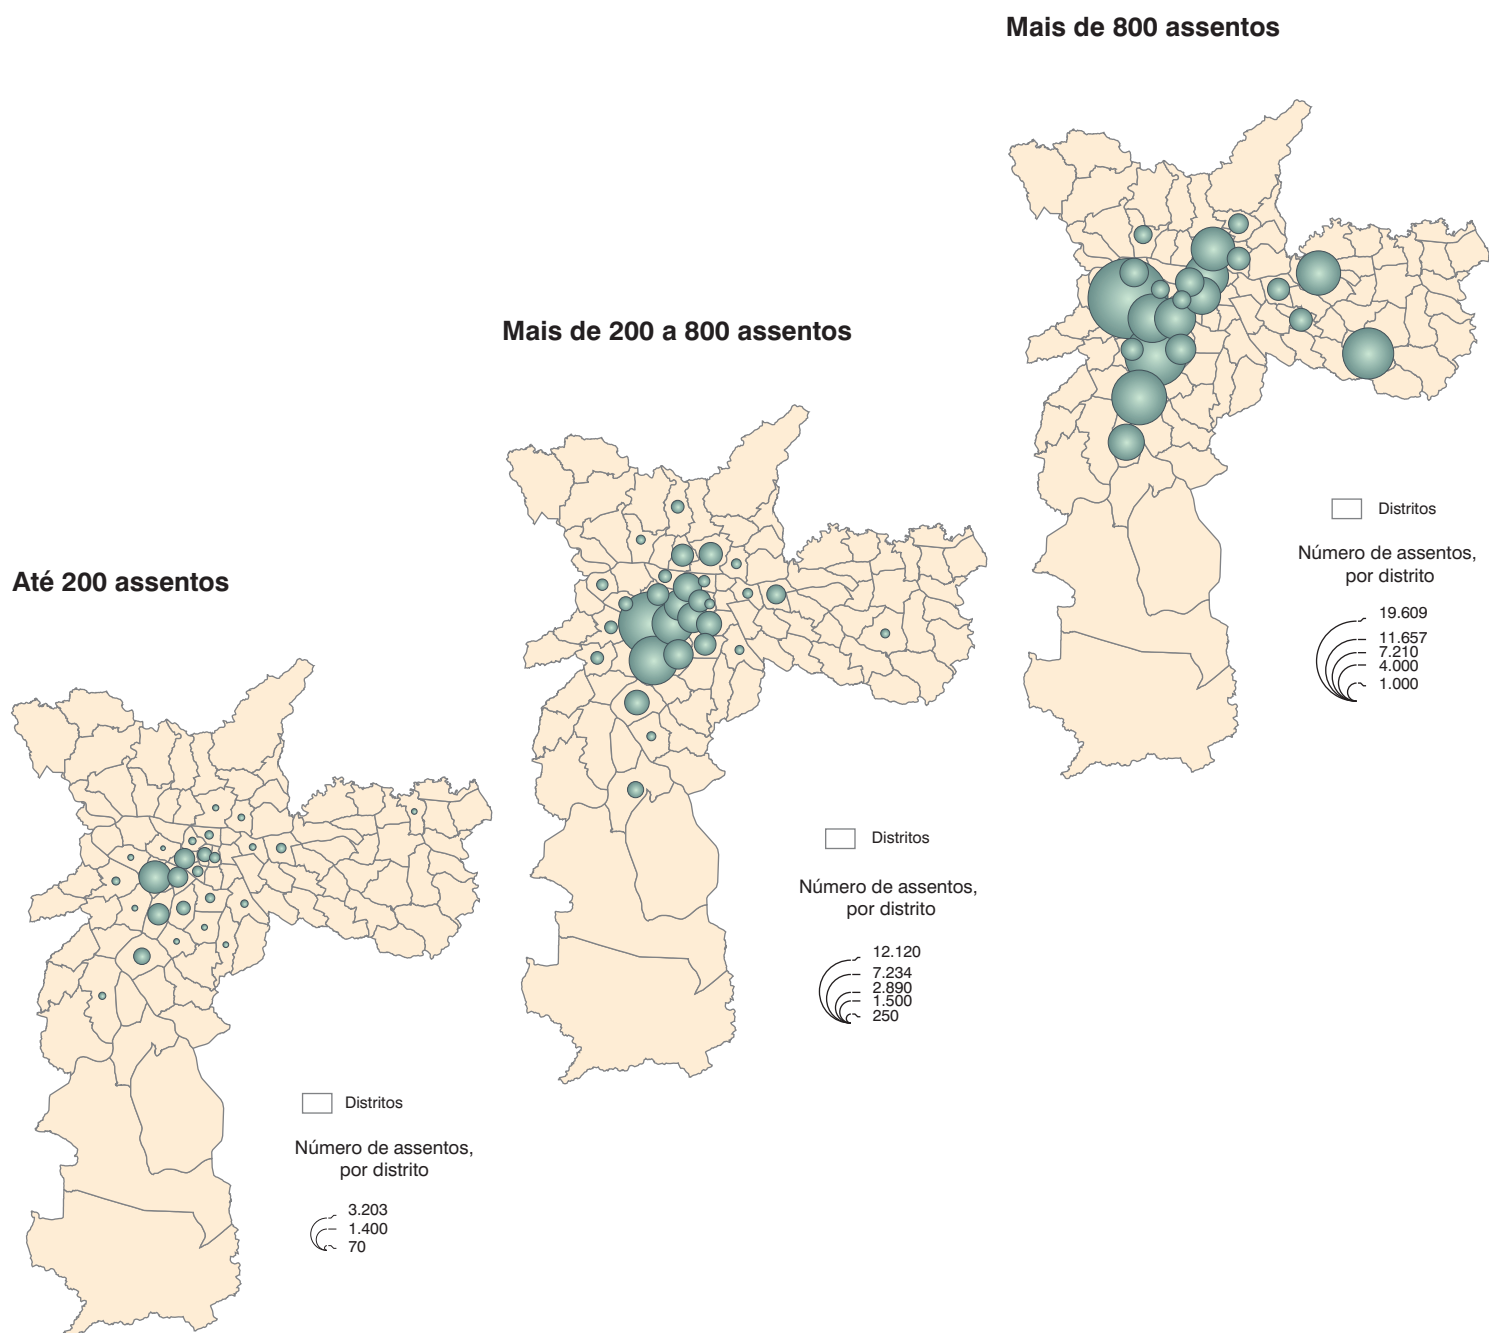 Mais de 800 assentos
Distritos
Número de assentos,
por distrito
19.609
11.657
7.210
4.000
1.000
Mais de 200 a 800 assentos
Distritos
Número de assentos,
por distrito
12.120
7.234
2.890
1.500
250
Até 200 assentos
Distritos
Número de assentos,
por distrito
3.203
1.400
70